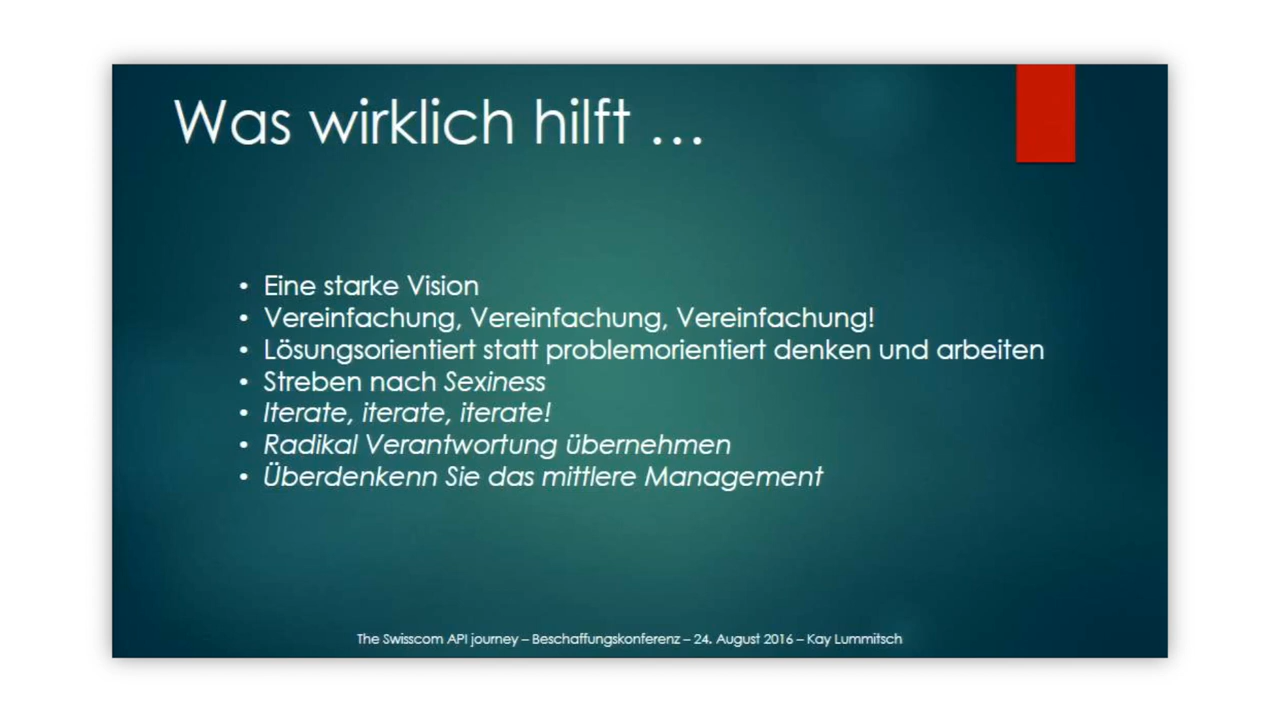 Was wirklich hilft ...
• Eine starke Vision
• Vereinfachung, Vereinfachung, Vereinfachung!
• Lösungsorientiert statt problemorientiert denken und arbeiten
• Streben nach Sexiness
• Iterate, iterate, iterate!
• Radikal Verantwortung übernehmen
• Überdenkenn Sie das mittlere Management
The Swisscom API journey – Beschaffungskonferenz – 24. August 2016 – Kay Lummitsch